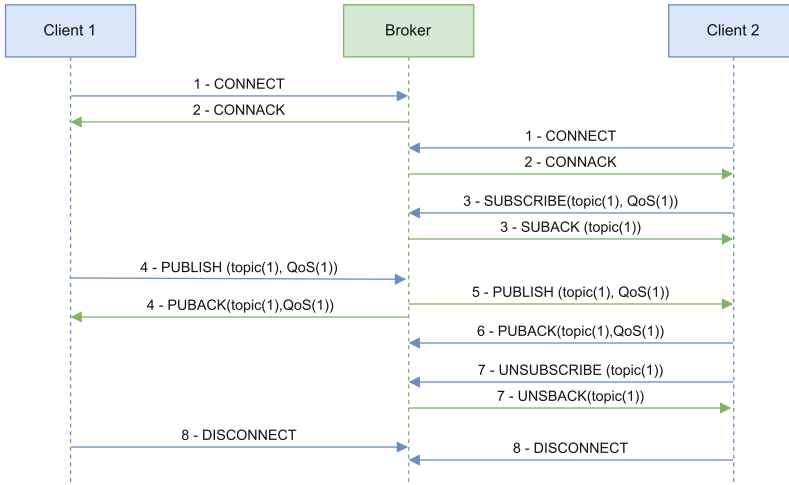 Client 1
Broker
Client 2
1 - CONNECT
2 - CONNACK
1 - CONNECT
2 - CONNACK
3 - SUBSCRIBE(topic(1), QoS(1))
3 - SUBACK (topic(1))
4 - PUBLISH (topic(1), QoS(1))
5 - PUBLISH (topic(1), QoS(1))
4 - PUBACK(topic(1),QoS(1))
6 - PUBACK(topic(1),QoS(1))
7 - UNSUBSCRIBE (topic(1))
7 - UNSBACK(topic(1))
8 - DISCONNECT
8 - DISCONNECT